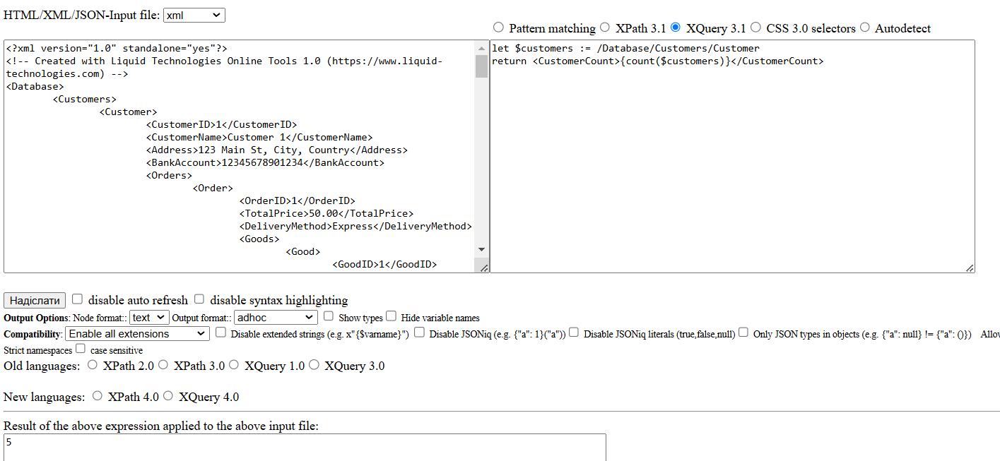 HTML/XML/JSON-Input file: xml
Pattern matching XPath 3.1 XQuery 3.1 CSS 3.0 selectors Autodetect
<?xml version="1.0" standalone="yes"?>
<!-- Created with Liquid Technologies Online Tools 1.0 (https://www.liquid-
technologies.com) -->
<Database>
<Customers>
<Customer>
<CustomerID>1</CustomerID>
<CustomerName>Customer 1</CustomerName>
<Address>123 Main St, City, Country</Address>
<BankAccount>12345678901234</BankAccount>
<Orders>
<Order>
<OrderID>1</OrderID>
<TotalPrice>50.00</TotalPrice>
<DeliveryMethod>Express</DeliveryMethod>
<Goods>
<Good>
<GoodID>1</GoodID>
let $customers := /Database/Customers/Customer
return <CustomerCount>{count($customers)}</CustomerCount>
Надіслати disable auto refresh disable syntax highlighting
Output Options: Node format:: text Output format:: adhoc Show types Hide variable names
Compatibility: Enable all extensions Disable extended strings (e.g. x"{$varname}") Disable JSONiq (e.g. {"a": 1}("a")) Disable JSONiq literals (true,false,null) Only JSON types in objects (e.g. {"a": null} != {"a": ()}) Allow
Strict namespaces case sensitive
Old languages: XPath 2.0 XPath 3.0 XQuery 1.0 XQuery 3.0
New languages: XPath 4.0 XQuery 4.0
Result of the above expression applied to the above input file:
5